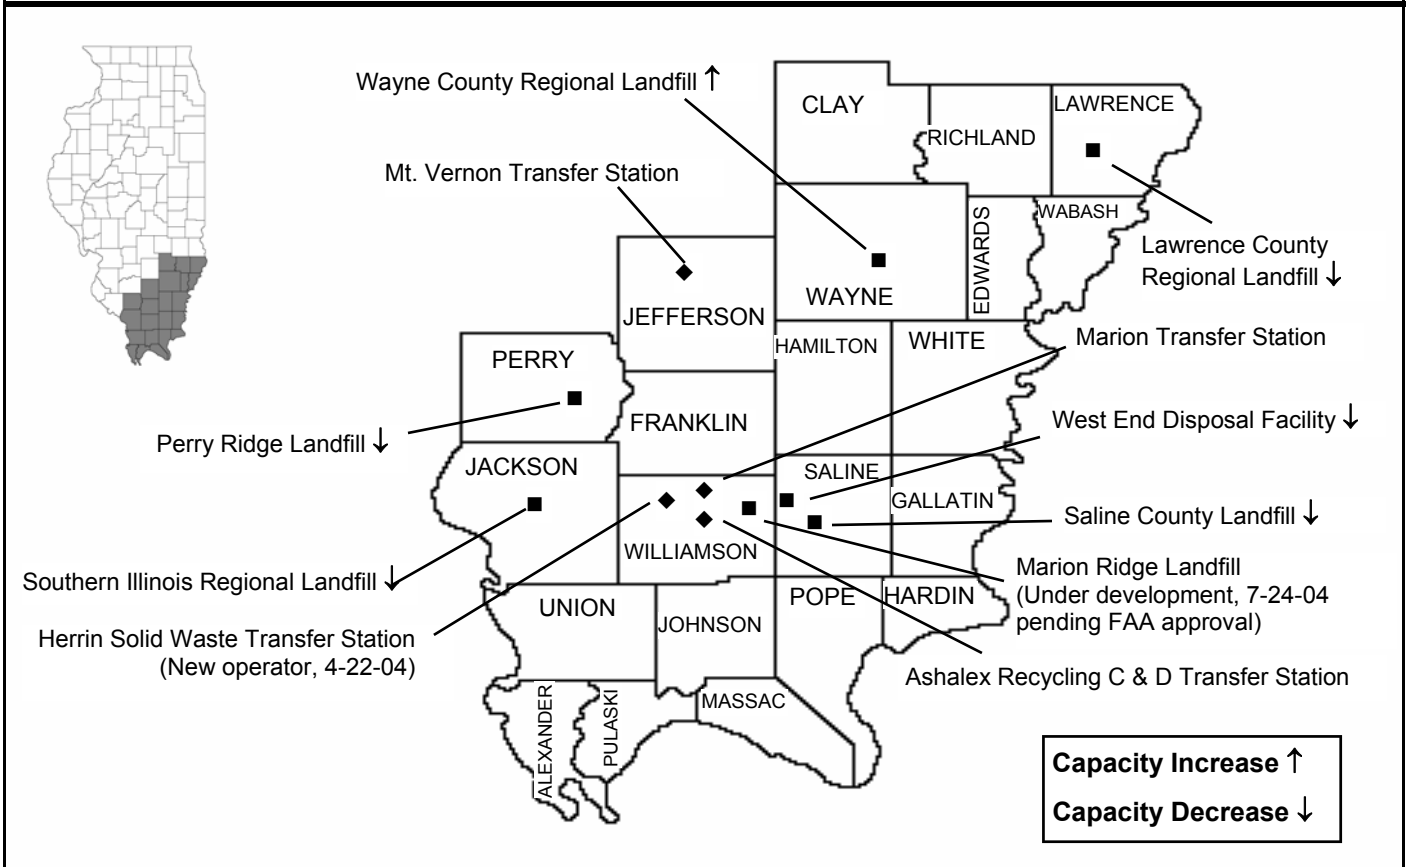 Wayne County Regional Landfill ↑
CLAY
LAWRENCE
RICHLAND
Mt. Vernon Transfer Station
WABASH
EDWARDS
Lawrence County
Regional Landfill ↓
WAYNE
JEFFERSON
HAMILTON
WHITE
Marion Transfer Station
PERRY
FRANKLIN
West End Disposal Facility ↓
Perry Ridge Landfill ↓
JACKSON
SALINE
GALLATIN
Saline County Landfill ↓
WILLIAMSON
Marion Ridge Landfill
(Under development, 7-24-04
pending FAA approval)
Southern Illinois Regional Landfill ↓
UNION
POPE
HARDIN
JOHNSON
Herrin Solid Waste Transfer Station
(New operator, 4-22-04)
Ashalex Recycling C & D Transfer Station
ALEXANDER
PULASKI
MASSAC
Capacity Increase ↑
Capacity Decrease ↓